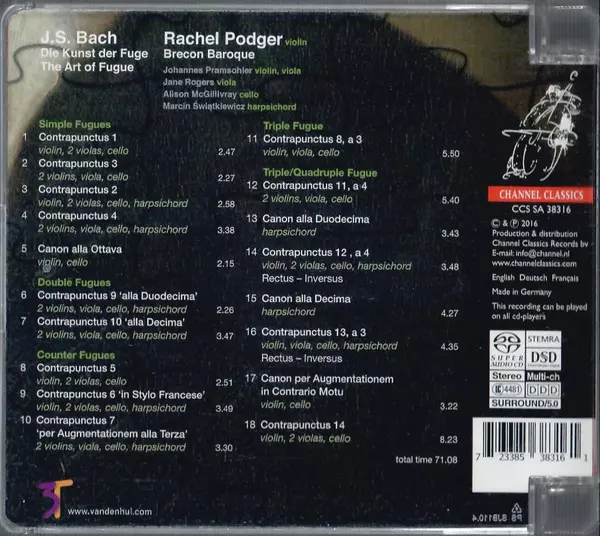 J.S. Bach
Die Kunst der Fuge
The Art of Fugue
Rachel Podger violin
Brecon Baroque
Johannes Pramsohler violin, viola
Jane Rogers viola
Alison McGillivray cello
Marcin Świątkiewicz harpsichord
Simple Fugues
1 Contrapunctus 1
violin, 2 violas, cello 2.47
2 Contrapunctus 3
2 violins, viola, cello 2.27
3 Contrapunctus 2
violin, 2 violas, cello, harpsichord 2.58
4 Contrapunctus 4
2 violins, viola, cello, harpsichord 3.38
5 Canon alla Ottava
violin, cello 2.15
Double Fugues
6 Contrapunctus 9 'alla Duodecima'
2 violins, viola, cello, harpsichord 2.26
7 Contrapunctus 10 'alla Decima'
2 violins, viola, cello, harpsichord 3.47
Counter Fugues
8 Contrapunctus 5
violin, 2 violas, cello 2.51
9 Contrapunctus 6 'in Stylo Francese'
2 violins, viola, cello, harpsichord 3.49
10 Contrapunctus 7
'per Augmentationem alla Terza'
2 violins, viola, cello, harpsichord 3.30
Triple Fugue
11 Contrapunctus 8, a 3
violin, viola, cello 5.50
Triple/Quadruple Fugue
12 Contrapunctus 11, a 4
2 violins, viola, cello 5.40
13 Canon alla Duodecima
harpsichord 3.43
14 Contrapunctus 12 , a 4
violin, 2 violas, cello, harpsichord 3.48
Rectus – Inversus
15 Canon alla Decima
harpsichord 4.27
16 Contrapunctus 13, a 3
violin, viola, cello, harpsichord 4.35
Rectus – Inversus
17 Canon per Augmentationem
in Contrario Motu
violin, cello 3.22
18 Contrapunctus 14
violin, 2 violas, cello 8.23
total time 71.08
CHANNEL CLASSICS
CCS SA 38316
© & ℗ 2016
Production & distribution
Channel Classics Records bv
E-mail: info@channel.nl
www.channelclassics.com
English Deutsch Français
Made in Germany
This recording can be played
on all cd-players
SUPER AUDIO CD
STEMRA
DSD
Stereo Multi-ch
LC 4481 DDD
SURROUND/5.0
7 23385 38316 1
3T
www.vandenhul.com
PS BJB110.4